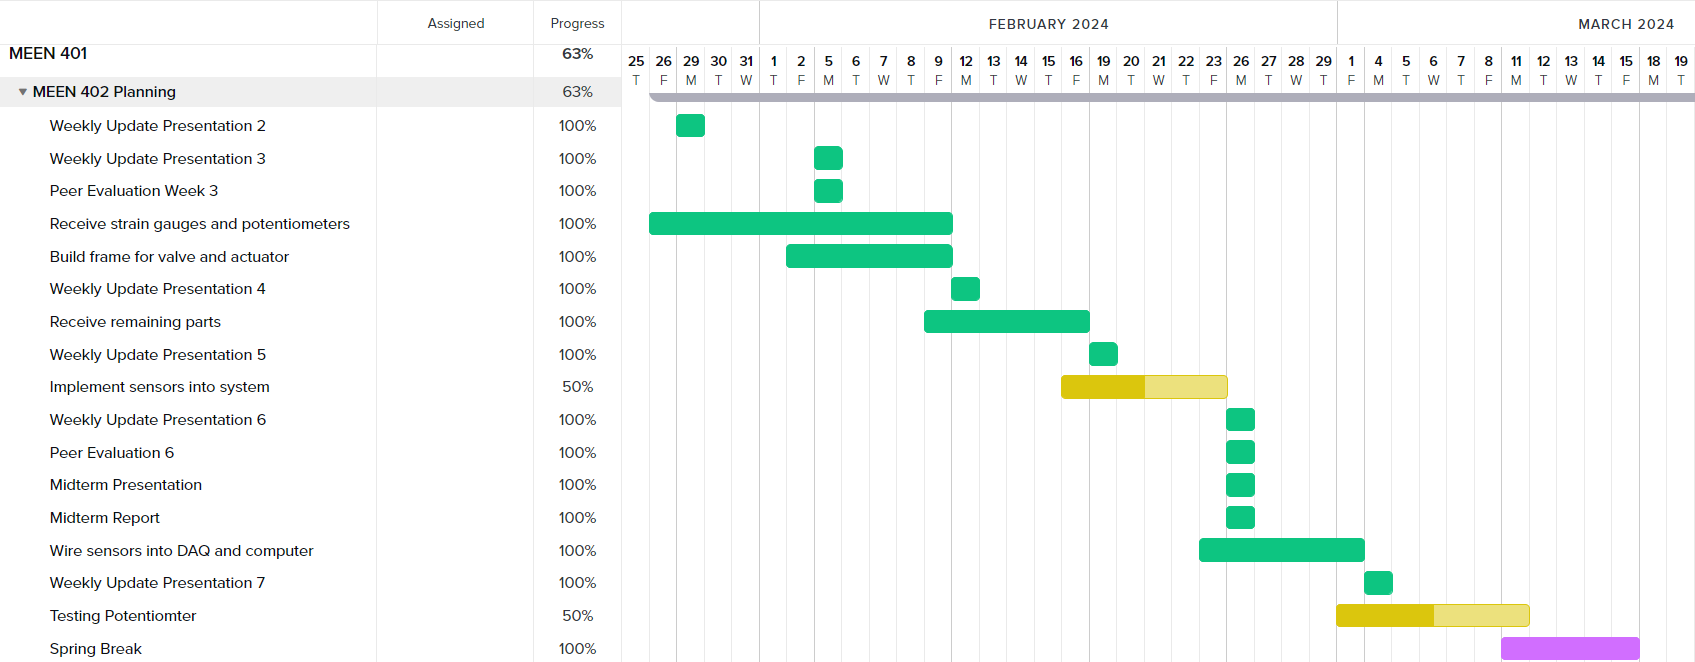 Assigned Progress FEBRUARY 2024 MARCH 2024
MEEN 401 63%
25 26 29 30 31 1 2 5 6 7 8 9 12 13 14 15 16 19 20 21 22 23 26 27 28 29 1 4 5 6 7 8 11 12 13 14 15 18 19
T F M T W T F M T W T F M T W T F M T W T F M T W T F M T W T F M T W T F M T
MEEN 402 Planning 63%
Weekly Update Presentation 2 100%
Weekly Update Presentation 3 100%
Peer Evaluation Week 3 100%
Receive strain gauges and potentiometers 100%
Build frame for valve and actuator 100%
Weekly Update Presentation 4 100%
Receive remaining parts 100%
Weekly Update Presentation 5 100%
Implement sensors into system 50%
Weekly Update Presentation 6 100%
Peer Evaluation 6 100%
Midterm Presentation 100%
Midterm Report 100%
Wire sensors into DAQ and computer 100%
Weekly Update Presentation 7 100%
Testing Potentiomter 50%
Spring Break 100%